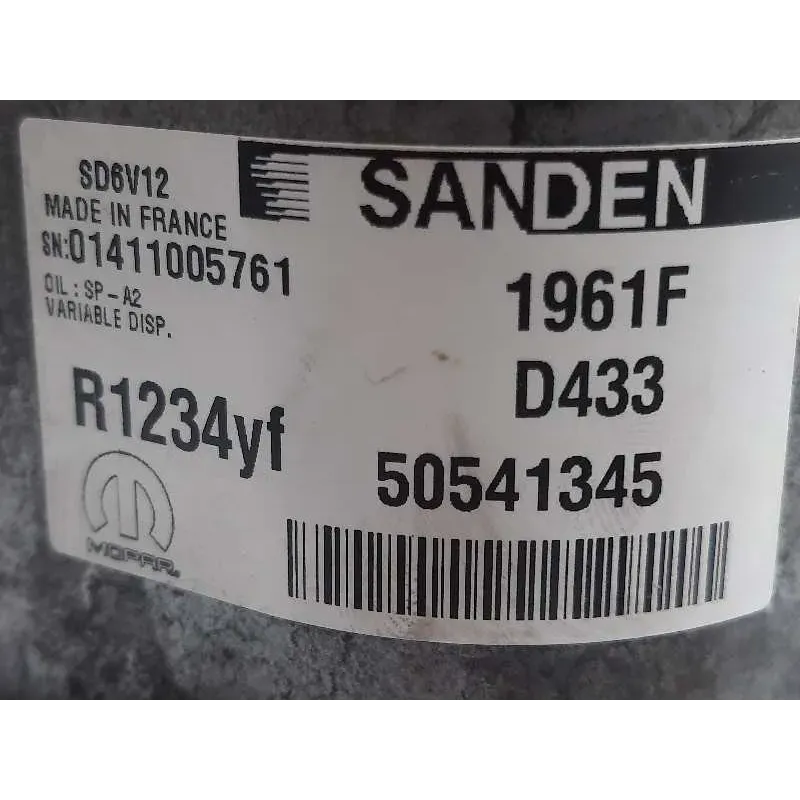 SD6V12
MADE IN FRANCE
SN:01411005761
OIL : SP-A2
VARIABLE DISP.
R1234yf
MOPAR.
SANDEN
1961F
D433
50541345